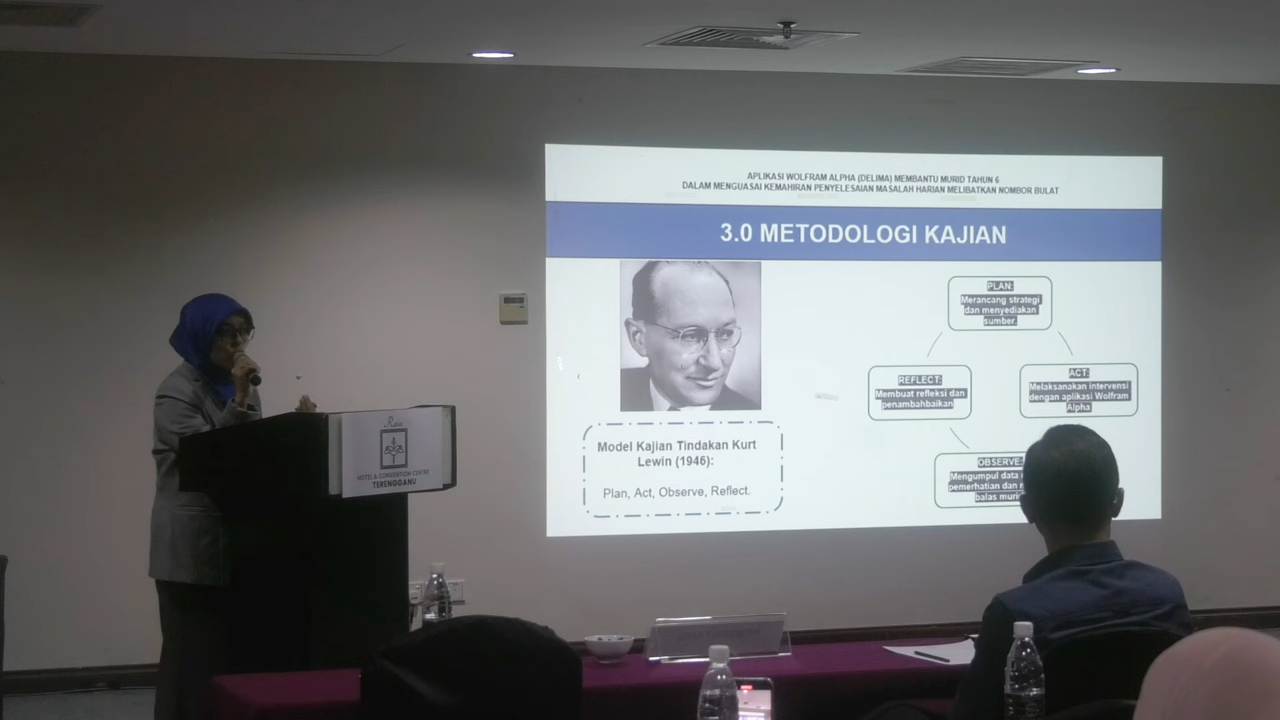 APLIKASI WOLFRAM ALPHA (DELIMA) MEMBANTU MURID TAHUN 6
DALAM MENGUASAI KEMAHIRAN PENYELESAIAN MASALAH HARIAN MELIBATKAN NOMBOR BULAT
3.0 METODOLOGI KAJIAN
PLAN:
Merancang strategi
dan menyediakan
sumber.
REFLECT:
Membuat refleksi dan
penambahbaikan
ACT:
Melaksanakan intervensi
dengan aplikasi Wolfram
Alpha
Model Kajian Tindakan Kurt
Lewin (1946):
Plan, Act, Observe, Reflect.
OBSERVE:
Mengumpul data
pemerhatian dan
balas
HOTEL & CONVENTION CENTRE
TERENGGANU